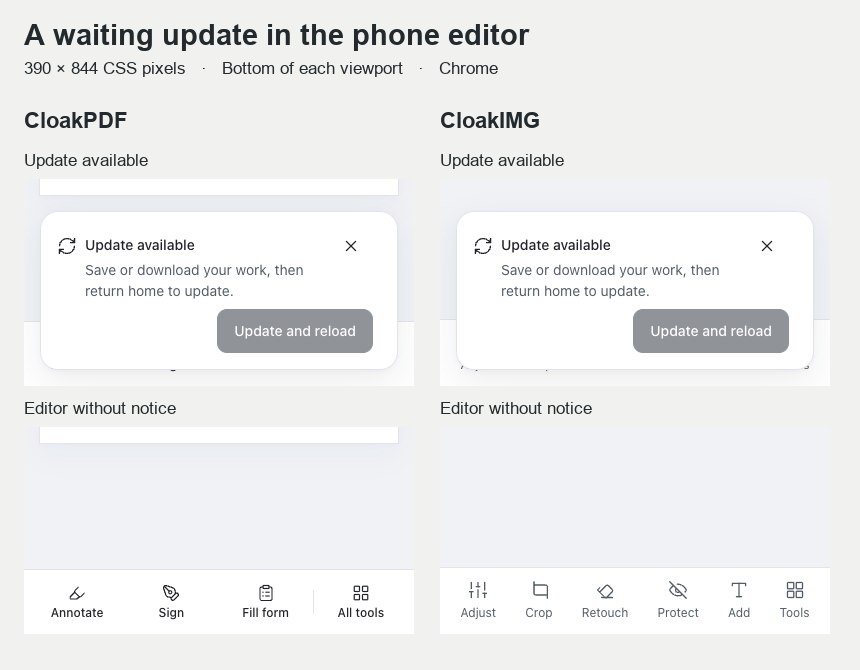 A waiting update in the phone editor
390 × 844 CSS pixels · Bottom of each viewport · Chrome
CloakPDF
Update available
Update available
Save or download your work, then
return home to update.
Update and reload
Editor without notice
Annotate Sign Fill form All tools
CloakIMG
Update available
Update available
Save or download your work, then
return home to update.
Update and reload
Editor without notice
Adjust Crop Retouch Protect Add Tools